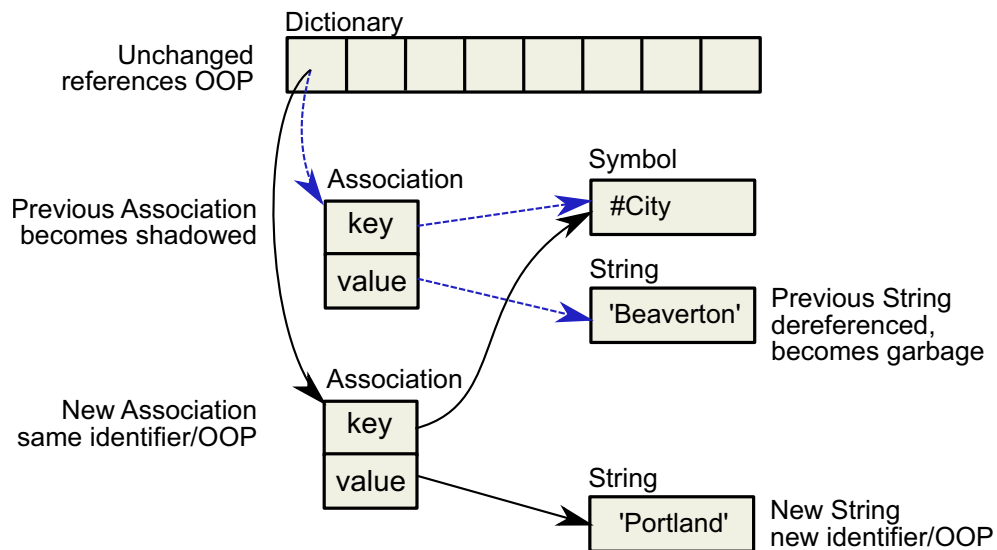 Dictionary
Unchanged
references OOP
Symbol
#City
Association
key
value
Previous Association
becomes shadowed
String
'Beaverton'
Previous String
dereferenced,
becomes garbage
Association
key
value
New Association
same identifier/OOP
String
'Portland'
New String
new identifier/OOP